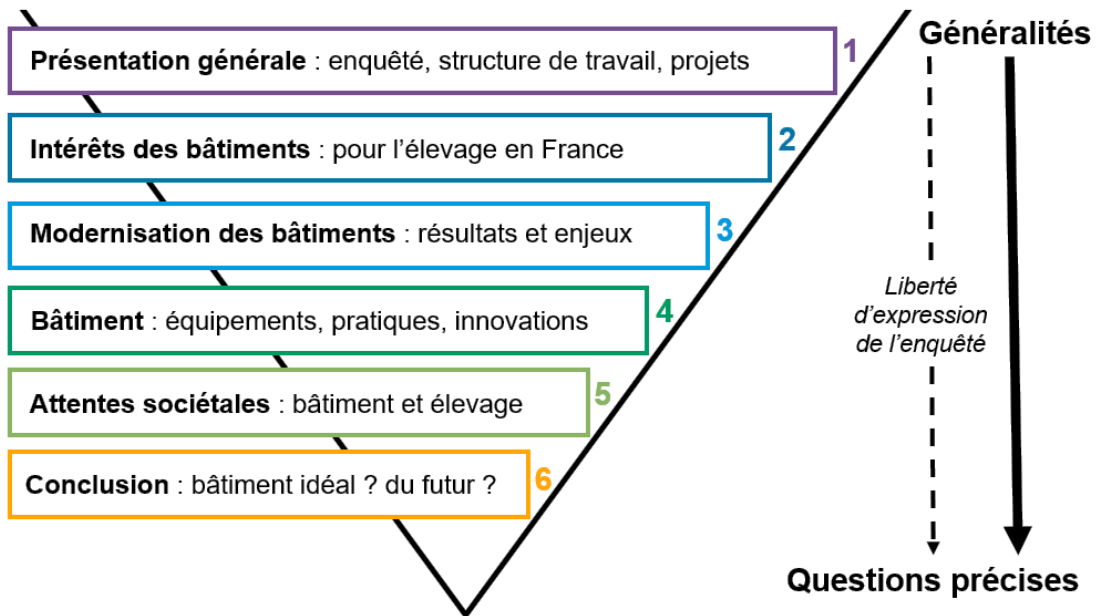 Généralités
Présentation générale : enquêté, structure de travail, projets
1
Intérêts des bâtiments : pour l’élevage en France
2
Modernisation des bâtiments : résultats et enjeux
3
Bâtiment : équipements, pratiques, innovations
4
Liberté
d’expression
de l’enquêté
Attentes sociétales : bâtiment et élevage
5
Conclusion : bâtiment idéal ? du futur ?
6
Questions précises